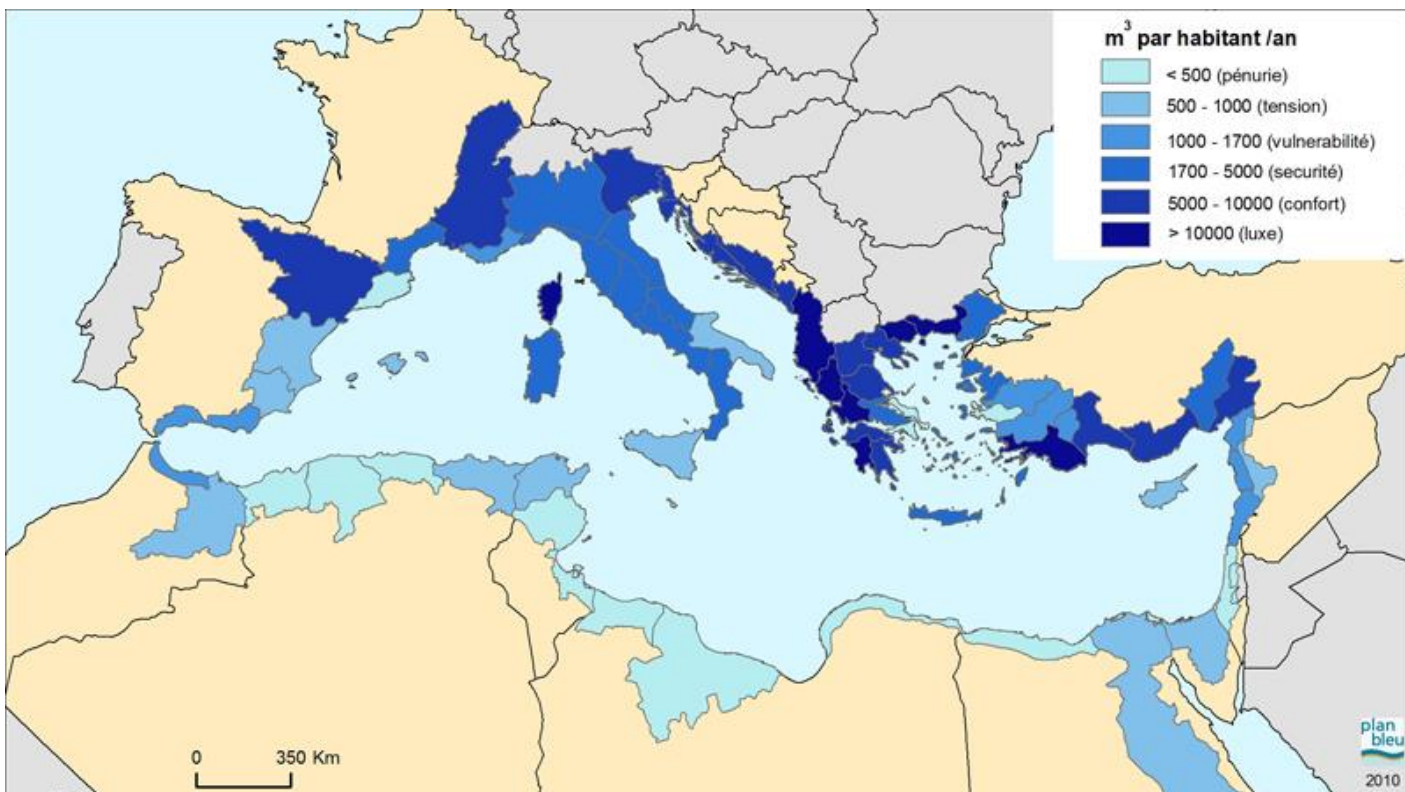 m³ par habitant /an
< 500 (pénurie)
500 - 1000 (tension)
1000 - 1700 (vulnerabilité)
1700 - 5000 (securité)
5000 - 10000 (confort)
> 10000 (luxe)
0 350 Km
plan
bleu
2010